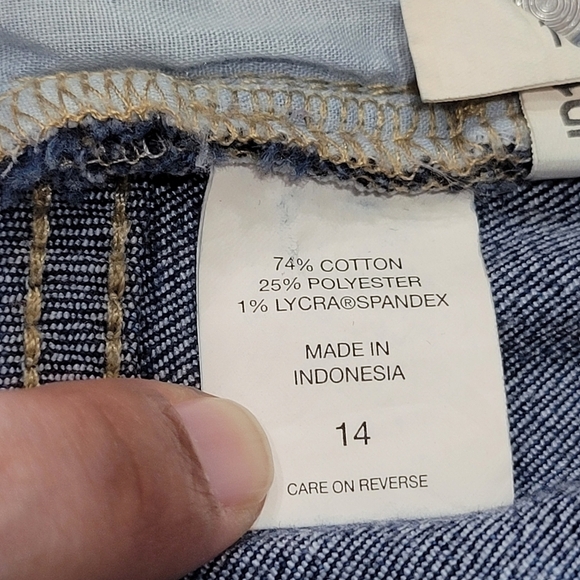 74% COTTON
25% POLYESTER
1% LYCRA®SPANDEX
MADE IN
INDONESIA
14
CARE ON REVERSE